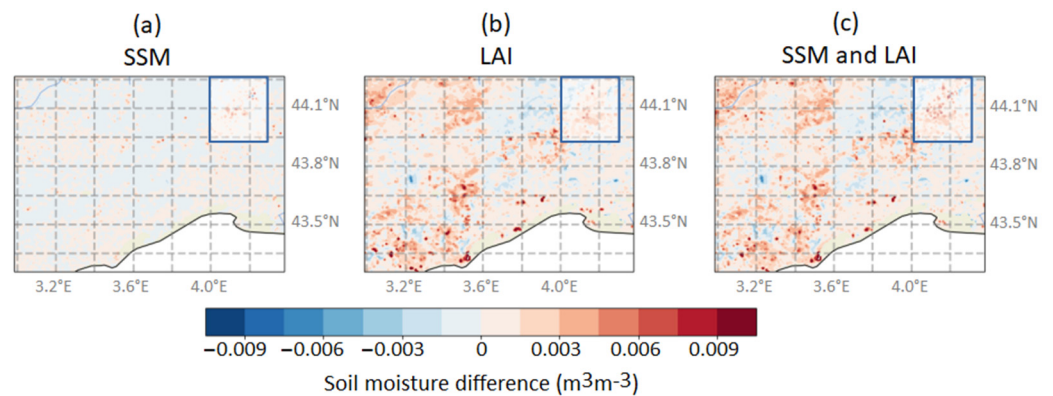 (a) (b) (c)
SSM LAI SSM and LAI
44.1°N 44.1°N 44.1°N
43.8°N 43.8°N 43.8°N
43.5°N 43.5°N 43.5°N
3.2°E 3.6°E 4.0°E 3.2°E 3.6°E 4.0°E 3.2°E 3.6°E 4.0°E
−0.009 −0.006 −0.003 0 0.003 0.006 0.009
Soil moisture difference (m3m-3)